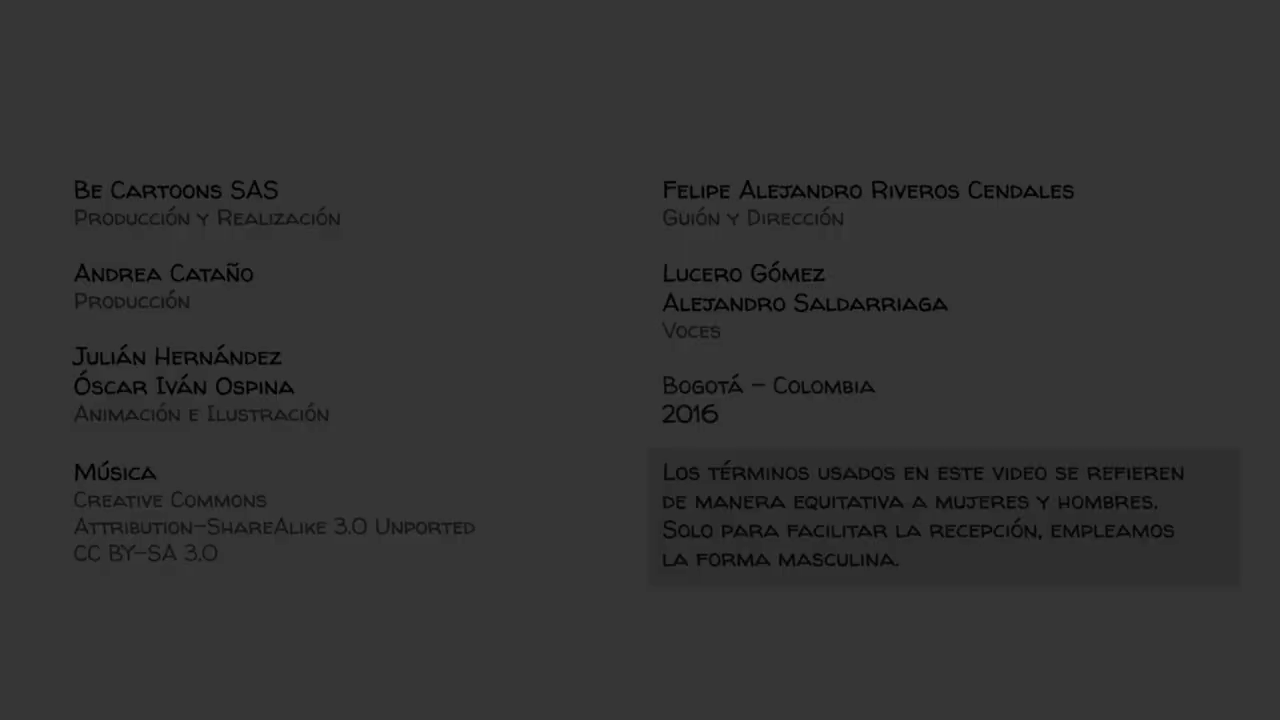 Be Cartoons SAS
Producción y Realización
Andrea Cataño
Producción
Julián Hernández
Óscar Iván Ospina
Animación e Ilustración
Música
Creative Commons
Attribution-ShareAlike 3.0 Unported
CC BY-SA 3.0
Felipe Alejandro Riveros Cendales
Guión y Dirección
Lucero Gómez
Alejandro Saldarriaga
Voces
Bogotá - Colombia
2016
Los términos usados en este video se refieren
de manera equitativa a mujeres y hombres.
Solo para facilitar la recepción, empleamos
la forma masculina.